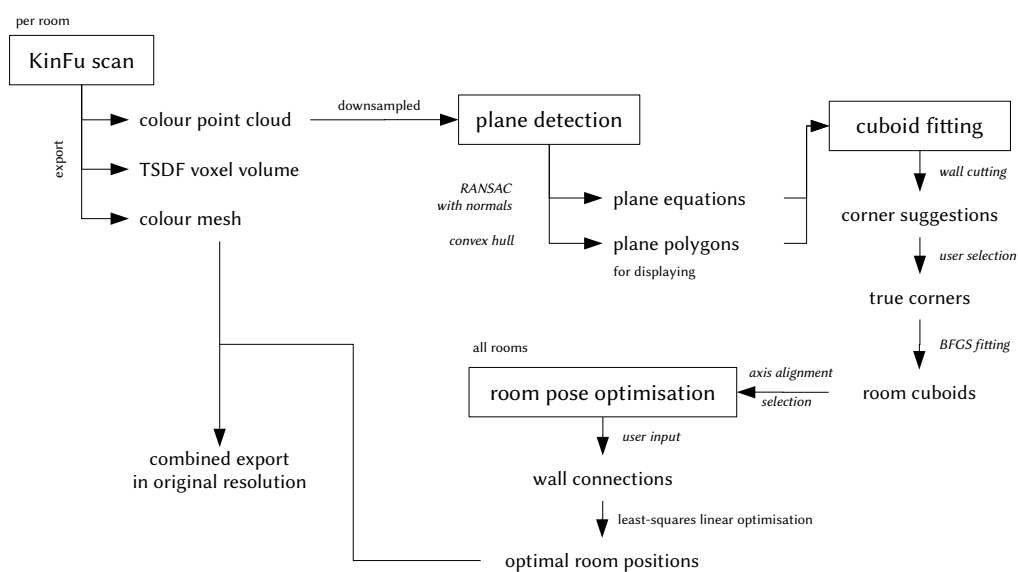 per room
KinFu scan
export
colour point cloud
TSDF voxel volume
colour mesh
downsampled
plane detection
RANSAC
with normals
convex hull
plane equations
plane polygons
for displaying
cuboid fitting
wall cutting
corner suggestions
user selection
true corners
BFGS fitting
room cuboids
axis alignment
selection
all rooms
room pose optimisation
user input
wall connections
least-squares linear optimisation
optimal room positions
combined export
in original resolution